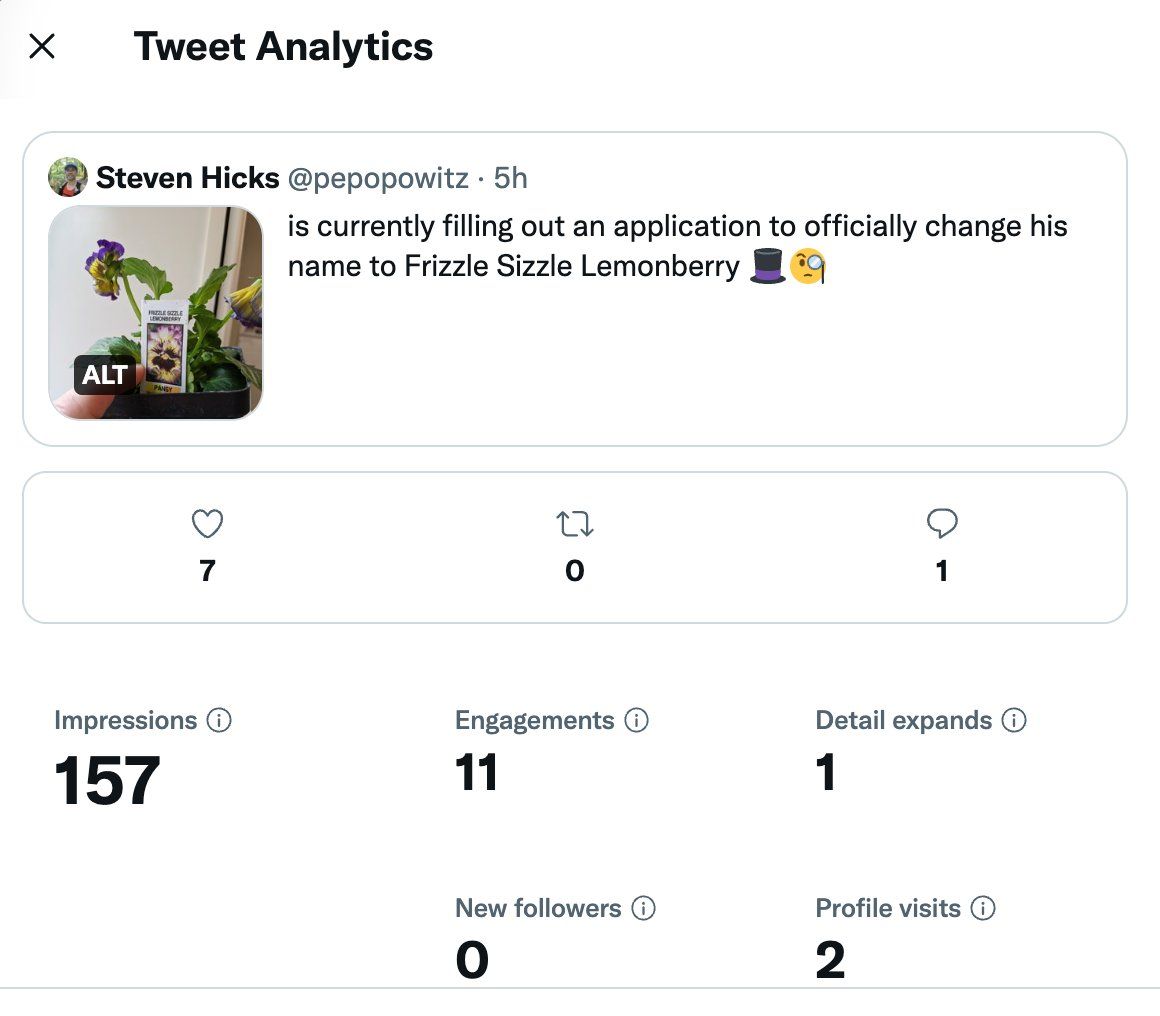 Tweet Analytics
Steven Hicks @pepopowitz · 5h
is currently filling out an application to officially change his
name to Frizzle Sizzle Lemonberry 🎩🧐
FRIZZLE SIZZLE
LEMONBERRY
PANSY
ALT
7
0
1
Impressions
157
Engagements
11
Detail expands
1
New followers
0
Profile visits
2